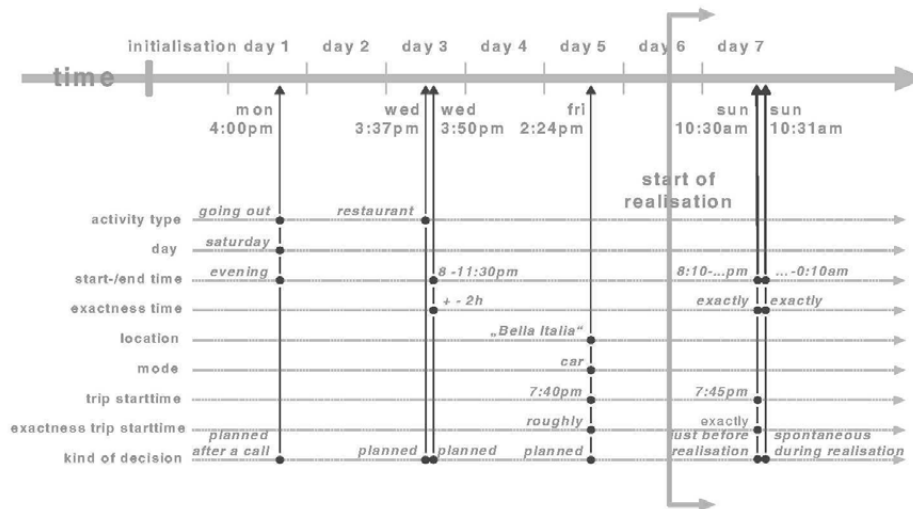 initialisation day 1 day 2 day 3 day 4 day 5 day 6 day 7
time
mon wed wed fri sun sun
4:00pm 3:37pm 3:50pm 2:24pm 10:30am 10:31am
start of
realisation
activity type going out restaurant
day saturday
start-/end time evening 8 -11:30pm 8:10-...pm ... -0:10am
exactness time + - 2h exactly exactly
location „Bella Italia“
mode car
trip starttime 7:40pm 7:45pm
exactness trip starttime roughly exactly
planned just before spontaneous
kind of decision after a call planned planned planned realisation during realisation